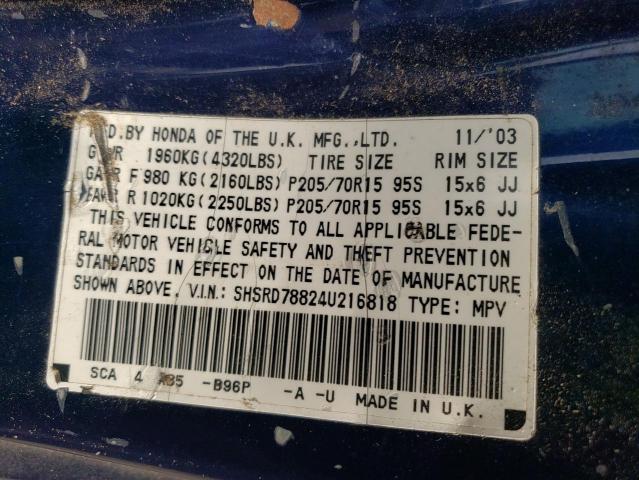 MFD.BY HONDA OF THE U.K. MFG.,LTD. 11/'03
GVWR 1960KG(4320LBS) TIRE SIZE RIM SIZE
GAWR F 980 KG(2160LBS) P205/70R15 95S 15x6 JJ
GAWR R 1020KG(2250LBS) P205/70R15 95S 15x6 JJ
THIS VEHICLE CONFORMS TO ALL APPLICABLE FEDE-
RAL MOTOR VEHICLE SAFETY AND THEFT PREVENTION
STANDARDS IN EFFECT ON THE DATE OF MANUFACTURE
SHOWN ABOVE. V.I.N.: SHSRD78824U216818 TYPE: MPV
SCA 4 -B96P -A -U MADE IN U.K.